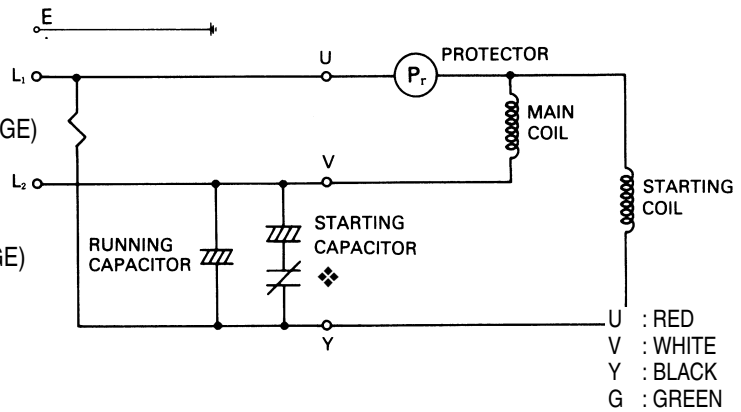 E
L₁
U
Pr
PROTECTOR
GE)
MAIN
COIL
V
L₂
STARTING
COIL
STARTING
CAPACITOR
RUNNING
CAPACITOR
GE)
❖
Y
U : RED
V : WHITE
Y : BLACK
G : GREEN